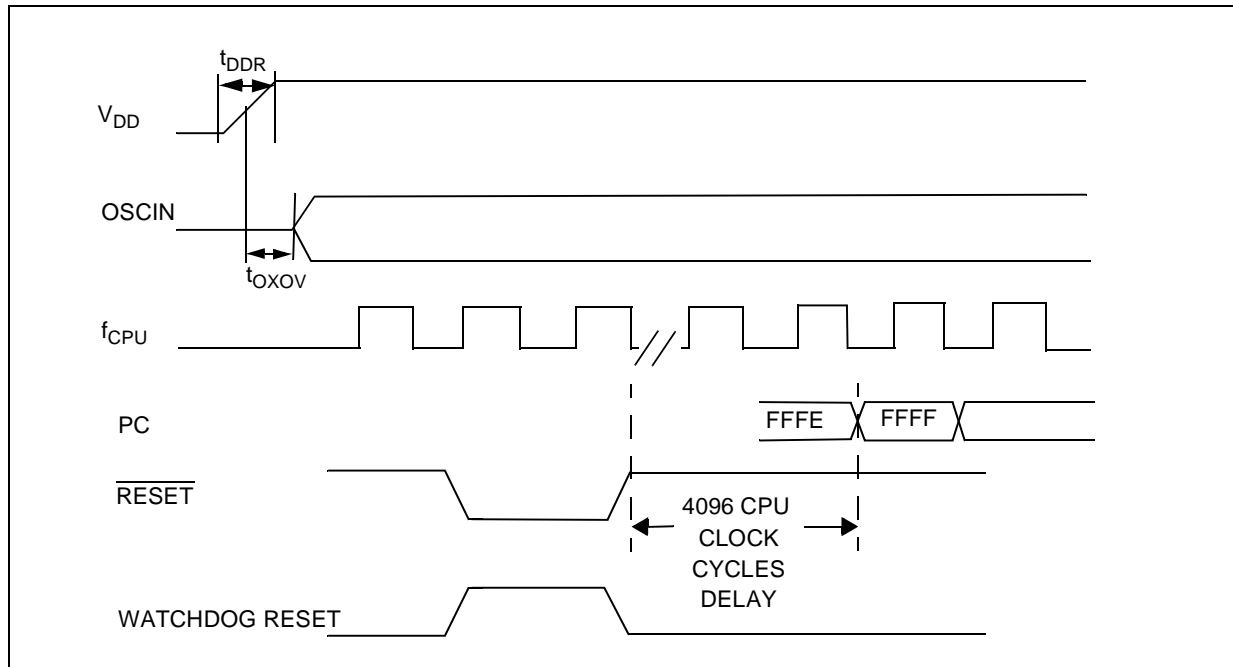 tDDR
VDD
OSCIN
tOXOV
fCPU
PC
FFFE
FFFF
RESET
4096 CPU
CLOCK
CYCLES
DELAY
WATCHDOG RESET